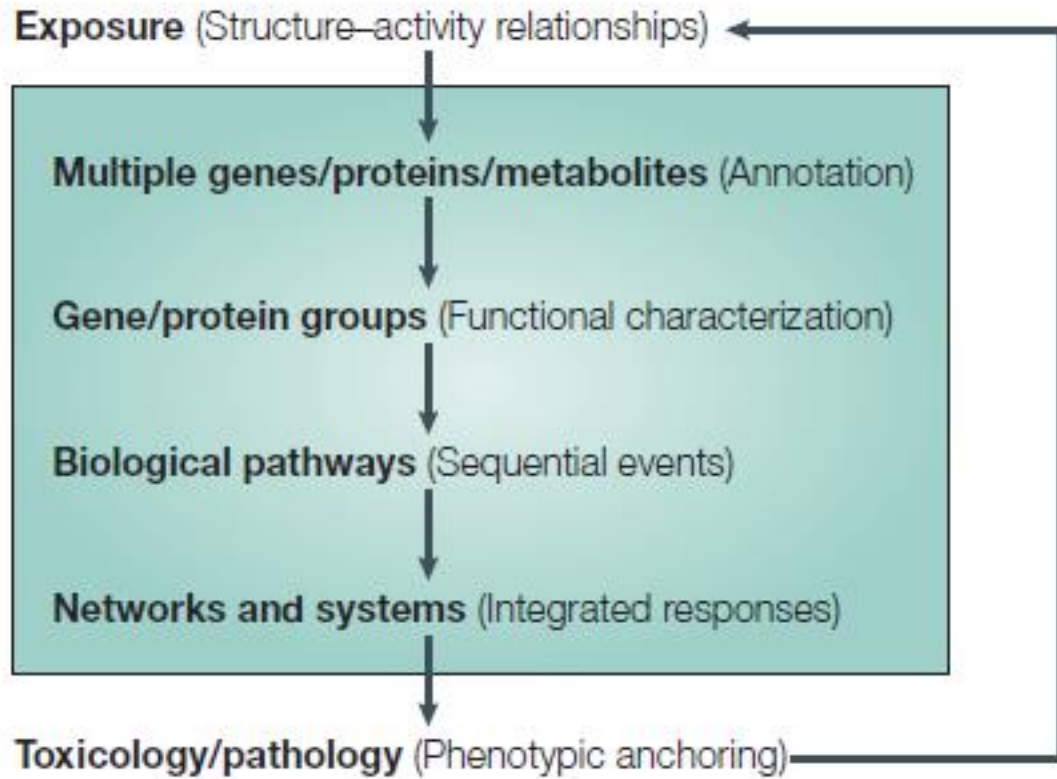 Exposure (Structure–activity relationships)
Multiple genes/proteins/metabolites (Annotation)
Gene/protein groups (Functional characterization)
Biological pathways (Sequential events)
Networks and systems (Integrated responses)
Toxicology/pathology (Phenotypic anchoring)